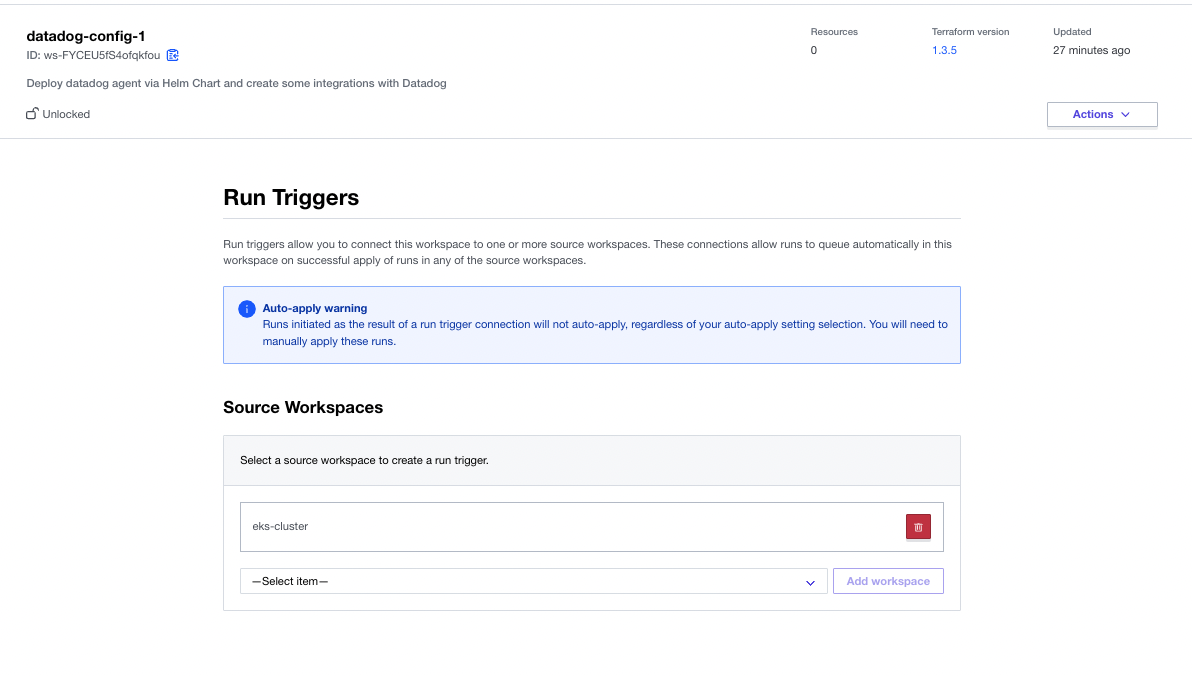 datadog-config-1
ID: ws-FYCEU5fS4ofqkfou
Deploy datadog agent via Helm Chart and create some integrations with Datadog
Unlocked
Resources
0
Terraform version
1.3.5
Updated
27 minutes ago
Actions
Run Triggers
Run triggers allow you to connect this workspace to one or more source workspaces. These connections allow runs to queue automatically in this
workspace on successful apply of runs in any of the source workspaces.
Auto-apply warning
Runs initiated as the result of a run trigger connection will not auto-apply, regardless of your auto-apply setting selection. You will need to
manually apply these runs.
Source Workspaces
Select a source workspace to create a run trigger.
eks-cluster
—Select item—
Add workspace